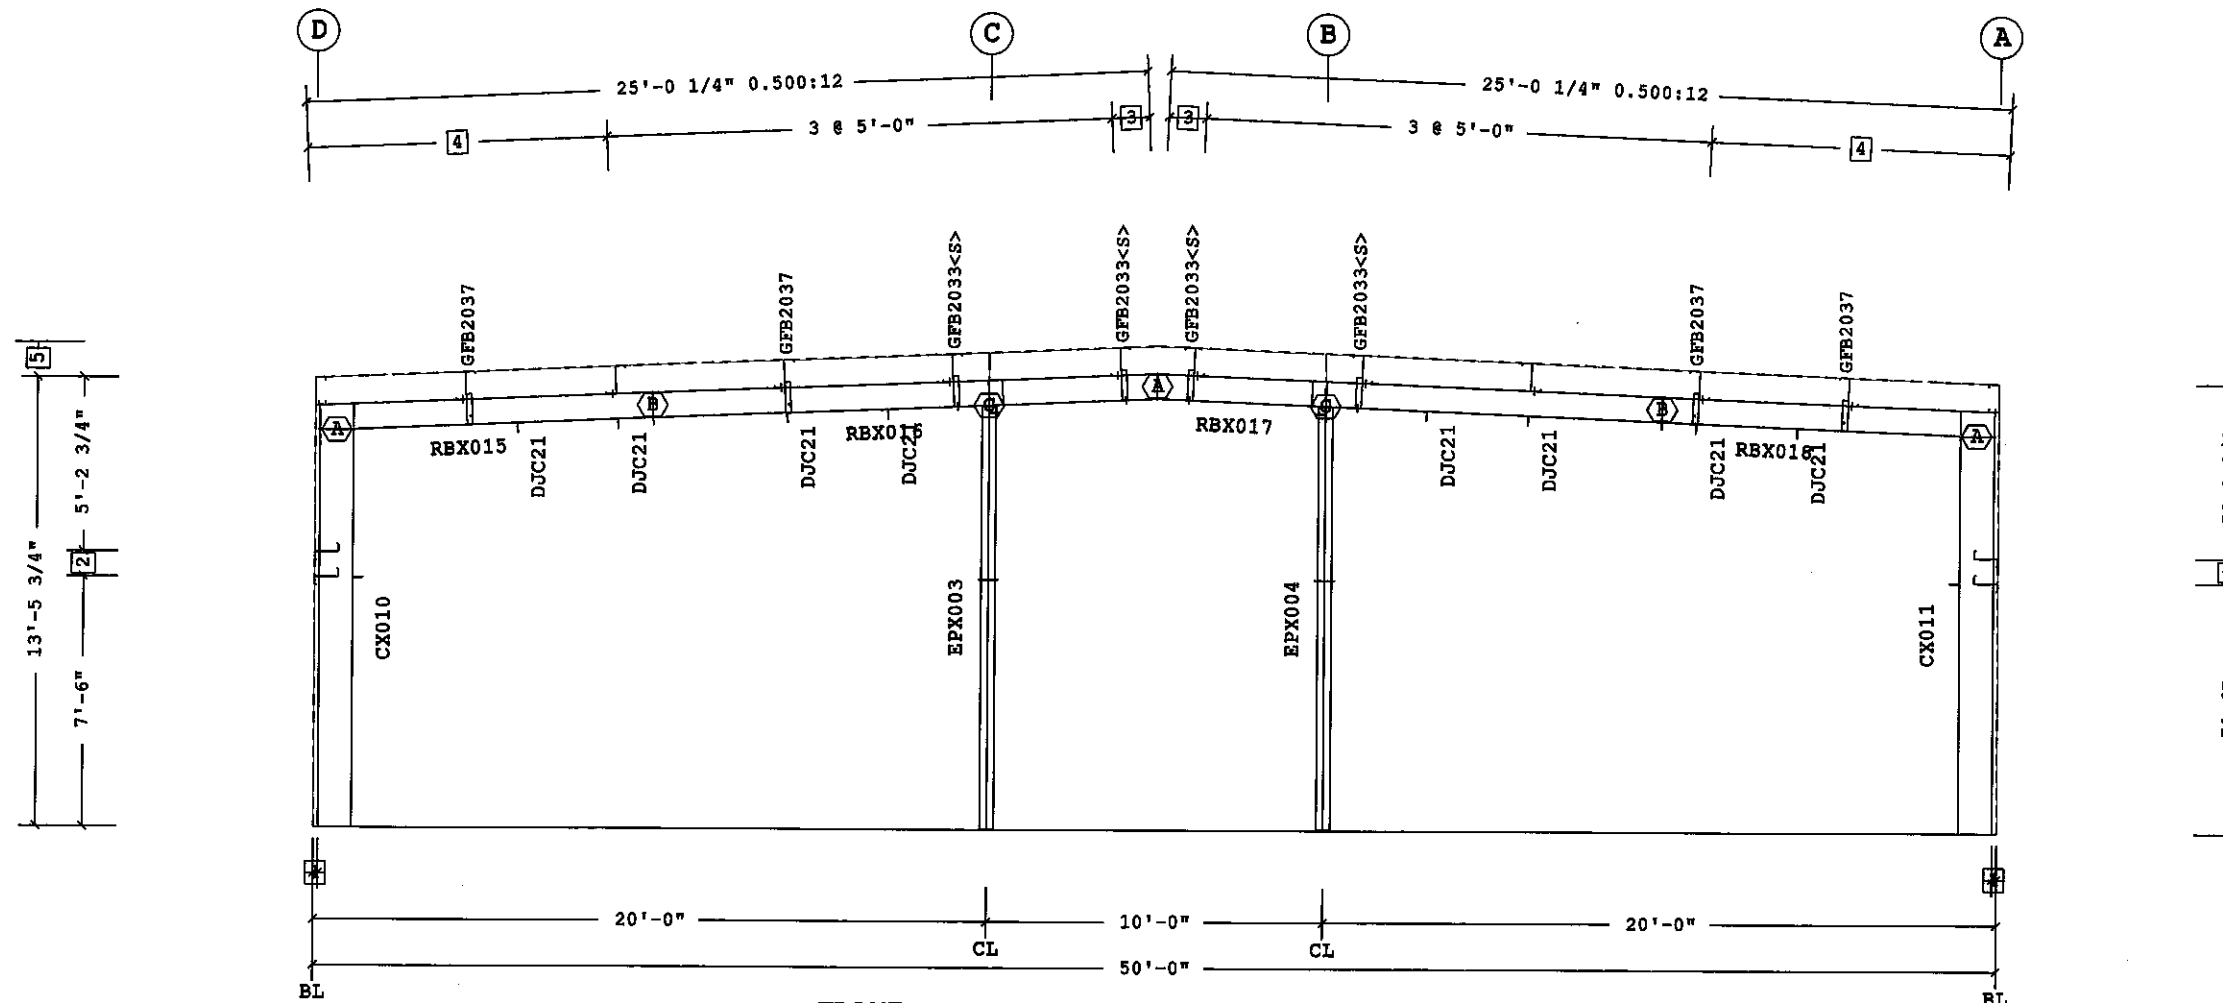 D
C
B
A
25'-0 1/4" 0.500:12
25'-0 1/4" 0.500:12
4
3 @ 5'-0"
3
3
3 @ 5'-0"
4
GFB2037
GFB2037
GFB2033<S>
GFB2033<S>
GFB2033<S>
GFB2033<S>
GFB2037
GFB2037
5
13'-5 3/4"
5'-2 3/4"
2
7'-6"
A
B
A
B
A
RBX015
RBX016
RBX017
RBX018
DJC21
DJC21
DJC21
DJC21
DJC21
DJC21
DJC21
DJC21
CX010
EPX003
EPX004
CX011
20'-0"
10'-0"
20'-0"
CL
CL
50'-0"
BL
BL